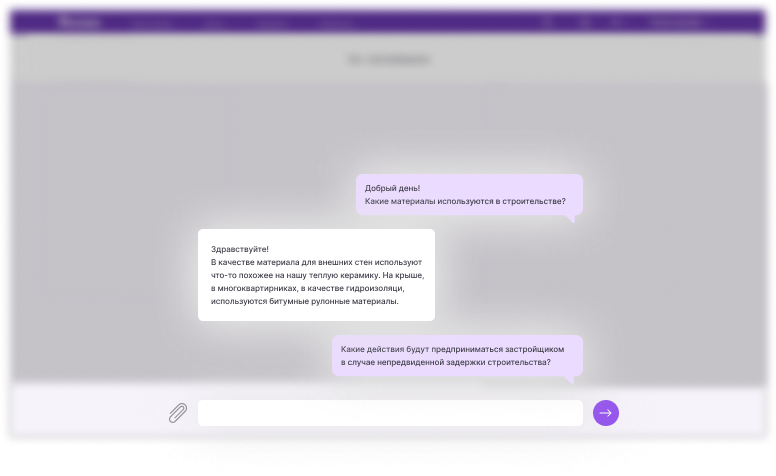 Добрый день!
Какие материалы используются в строительстве?
Здравствуйте!
В качестве материала для внешних стен используют
что-то похожее на нашу теплую керамику. На крыше,
в многоквартирниках, в качестве гидроизоляци,
используются битумные рулонные материалы.
Какие действия будут предприниматься застройщиком
в случае непредвиденной задержки строительства?